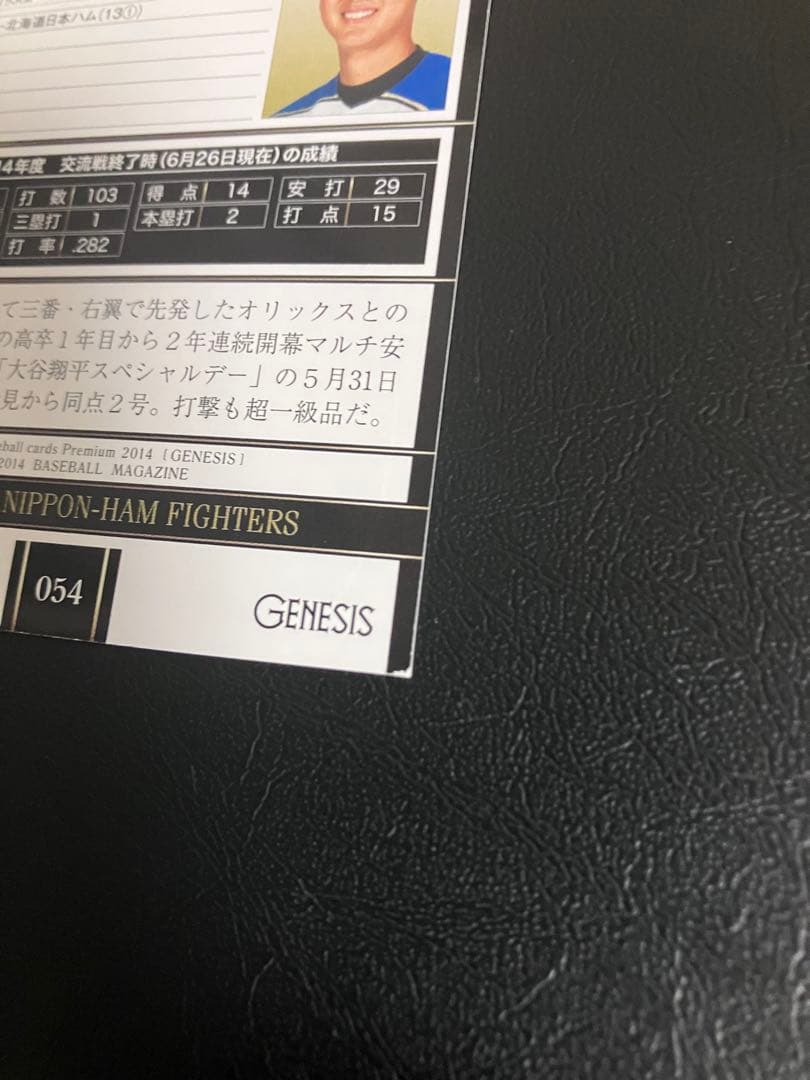 北海道日本ハム(13①)
4年度 交流戦終了時(6月26日現在)の成績
打数 103 得点 14 安打 29
三塁打 1 本塁打 2 打点 15
打率 .282
て三番・右翼で先発したオリックスとの
の高卒1年目から2年連続開幕マルチ安
「大谷翔平スペシャルデー」の5月31日
見から同点2号。打撃も超一級品だ。
eball cards Premium 2014 [GENESIS]
2014 BASEBALL MAGAZINE
NIPPON-HAM FIGHTERS
054
GENESIS